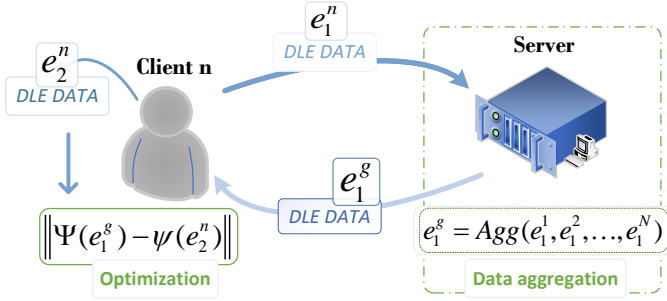 e_2^n
DLE DATA
Client n
e_1^n
DLE DATA
Server
e_1^g
DLE DATA
‖Ψ(e_1^g) − ψ(e_2^n)‖
Optimization
e_1^g = Agg(e_1^1, e_1^2, ..., e_1^N)
Data aggregation